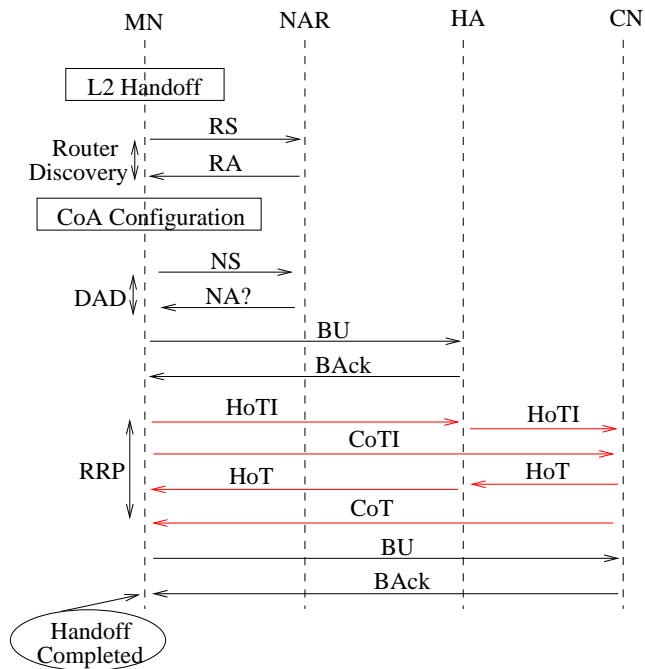 MN
NAR
HA
CN
L2 Handoff
RS
Router
Discovery
RA
CoA Configuration
NS
DAD
NA?
BU
BAck
HoTI
HoTI
CoTI
RRP
HoT
HoT
CoT
BU
BAck
Handoff
Completed